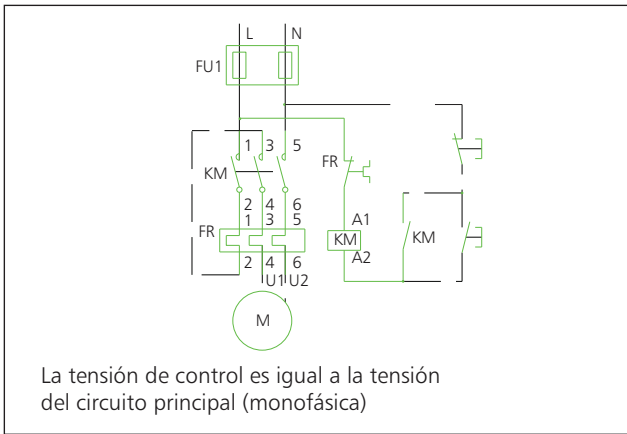 L N
FU1
1 3 5
KM
FR
2 4 6
1 3 5
FR
A1
KM
KM
A2
2 4 6
U1 U2
M
La tensión de control es igual a la tensión
del circuito principal (monofásica)